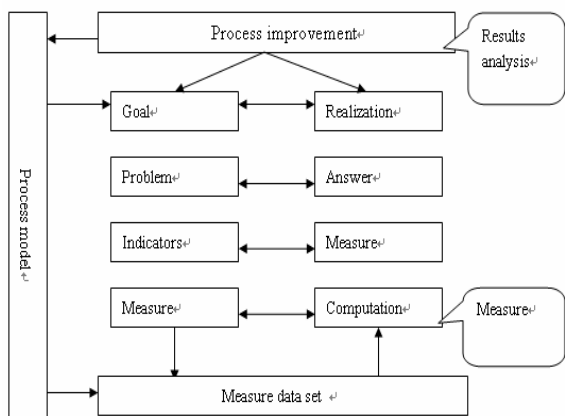 Process improvement
Results
analysis
Goal
Realization
Problem
Answer
Indicators
Measure
Measure
Computation
Measure
Measure data set
Process model